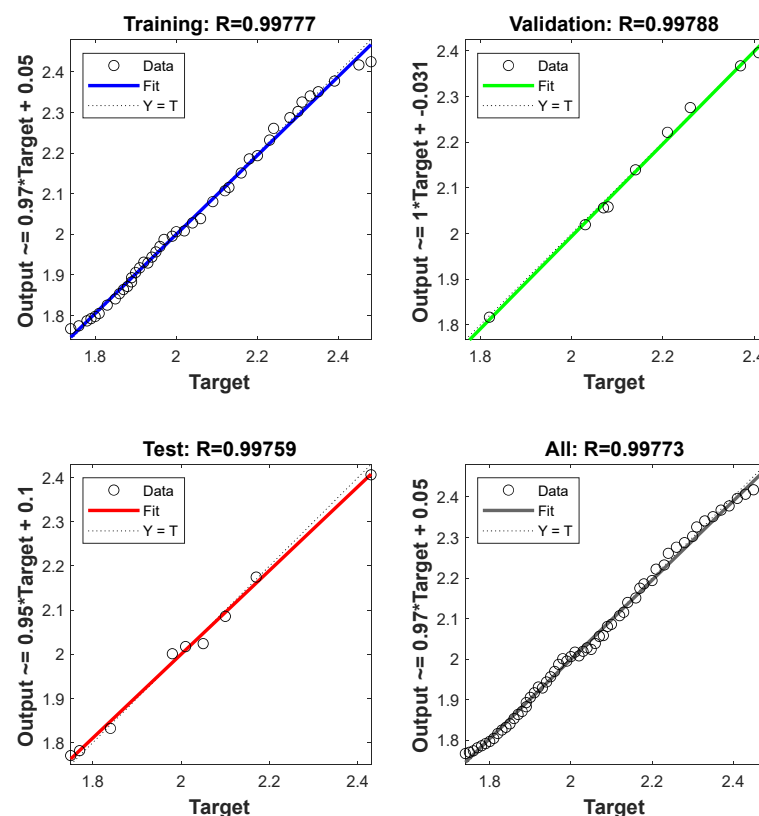 Training: R=0.99777
Output ~= 0.97*Target + 0.05
2.4
2.3
2.2
2.1
2
1.9
1.8
Data
Fit
Y = T
1.8 2 2.2 2.4
Target
Validation: R=0.99788
Output ~= 1*Target + -0.031
2.4
2.3
2.2
2.1
2
1.9
1.8
Data
Fit
Y = T
1.8 2 2.2 2.4
Target
Test: R=0.99759
Output ~= 0.95*Target + 0.1
2.4
2.3
2.2
2.1
2
1.9
1.8
Data
Fit
Y = T
1.8 2 2.2 2.4
Target
All: R=0.99773
Output ~= 0.97*Target + 0.05
2.4
2.3
2.2
2.1
2
1.9
1.8
Data
Fit
Y = T
1.8 2 2.2 2.4
Target